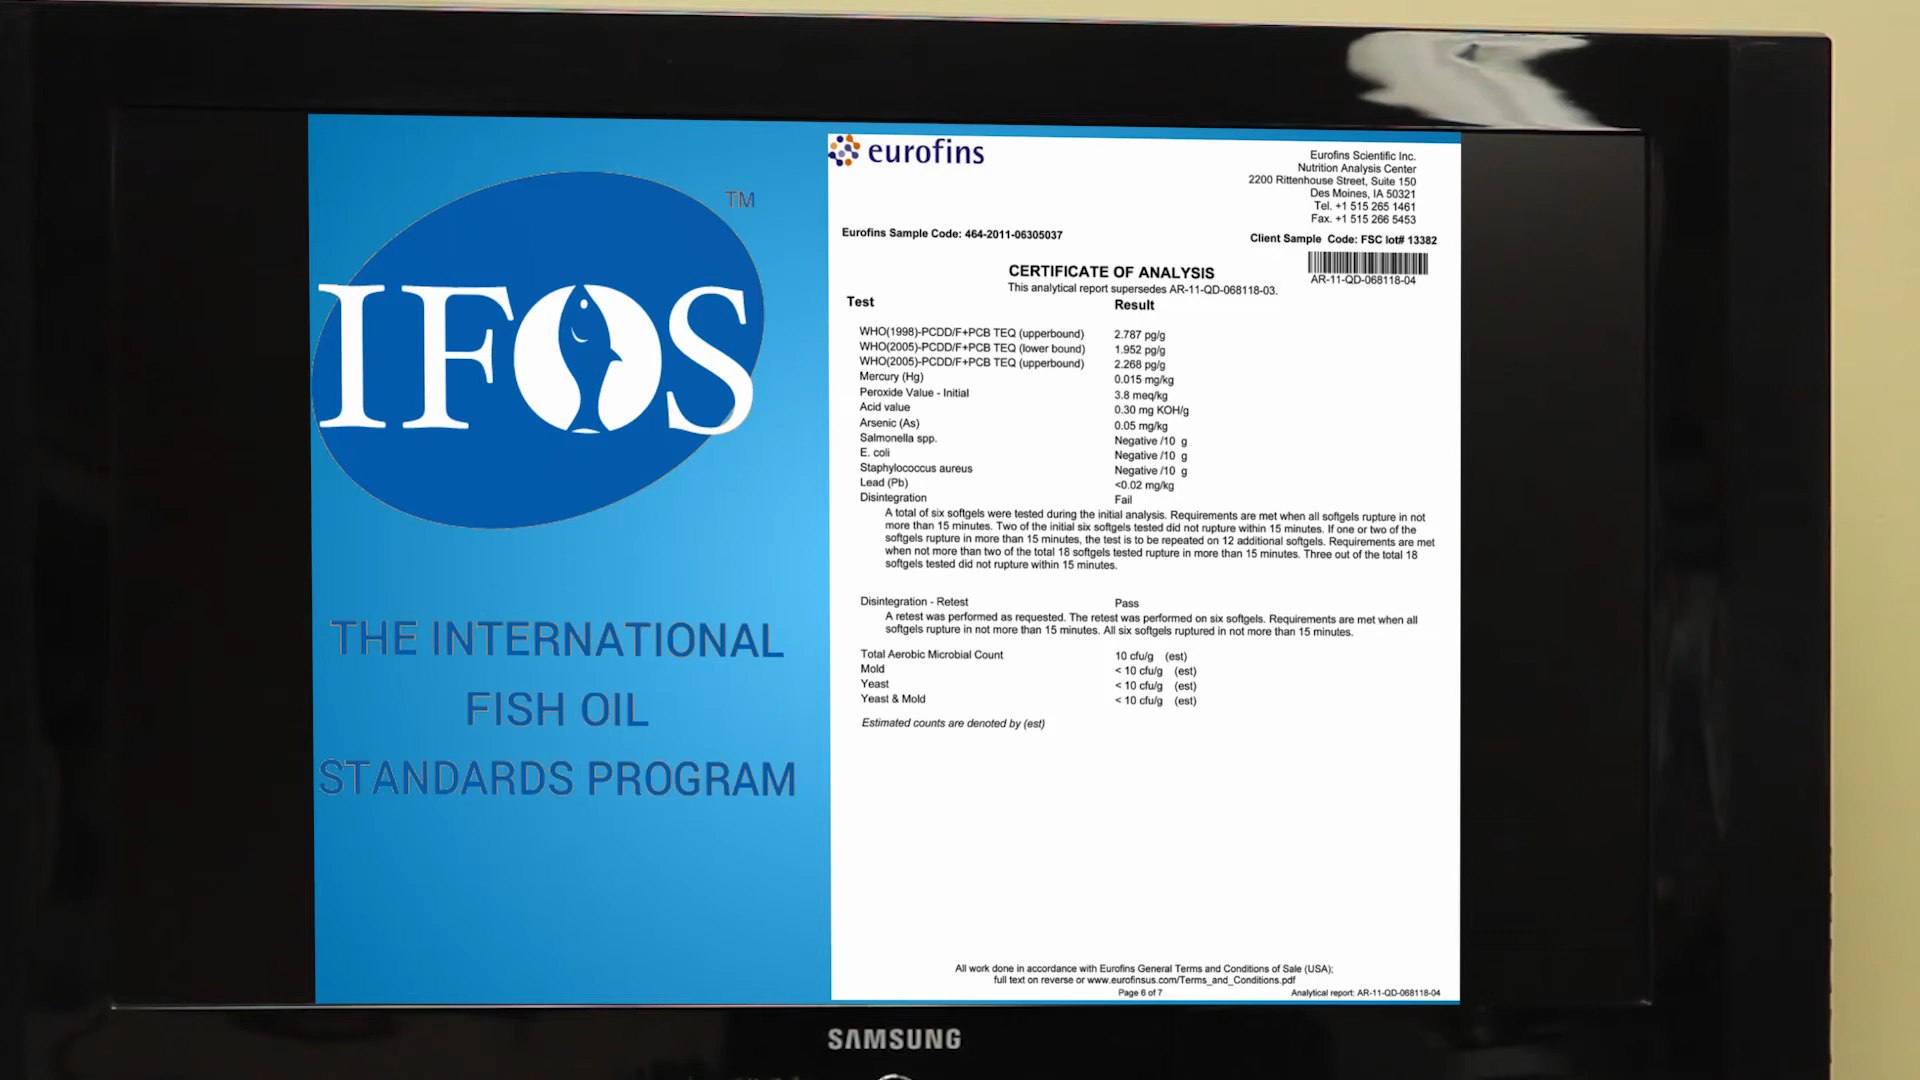 IFOS
TM
THE INTERNATIONAL
FISH OIL
STANDARDS PROGRAM
eurofins
Eurofins Scientific Inc.
Nutrition Analysis Center
2200 Rittenhouse Street, Suite 150
Des Moines, IA 50321
Tel. +1 515 265 1461
Fax. +1 515 266 5453
Eurofins Sample Code: 464-2011-06305037
Client Sample Code: FSC lot# 13382
AR-11-QD-068118-04
CERTIFICATE OF ANALYSIS
This analytical report supersedes AR-11-QD-068118-03.
Test Result
WHO(1998)-PCDD/F+PCB TEQ (upperbound) 2.787 pg/g
WHO(2005)-PCDD/F+PCB TEQ (lower bound) 1.952 pg/g
WHO(2005)-PCDD/F+PCB TEQ (upperbound) 2.268 pg/g
Mercury (Hg) 0.015 mg/kg
Peroxide Value - Initial 3.8 meq/kg
Acid value 0.30 mg KOH/g
Arsenic (As) 0.05 mg/kg
Salmonella spp. Negative /10 g
E. coli Negative /10 g
Staphylococcus aureus Negative /10 g
Lead (Pb) <0.02 mg/kg
Disintegration Fail
A total of six softgels were tested during the initial analysis. Requirements are met when all softgels rupture in not
more than 15 minutes. Two of the initial six softgels tested did not rupture within 15 minutes. If one or two of the
softgels rupture in more than 15 minutes, the test is to be repeated on 12 additional softgels. Requirements are met
when not more than two of the total 18 softgels tested rupture in more than 15 minutes. Three out of the total 18
softgels tested did not rupture within 15 minutes.
Disintegration - Retest Pass
A retest was performed as requested. The retest was performed on six softgels. Requirements are met when all
softgels rupture in not more than 15 minutes. All six softgels ruptured in not more than 15 minutes.
Total Aerobic Microbial Count 10 cfu/g (est)
Mold < 10 cfu/g (est)
Yeast < 10 cfu/g (est)
Yeast & Mold < 10 cfu/g (est)
Estimated counts are denoted by (est)
All work done in accordance with Eurofins General Terms and Conditions of Sale (USA);
full text on reverse or www.eurofinsus.com/Terms_and_Conditions.pdf
Page 6 of 7
Analytical report: AR-11-QD-068118-04
SAMSUNG